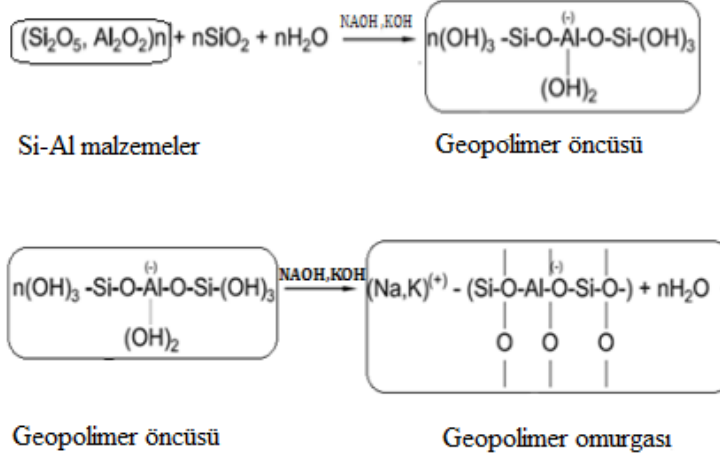 (Si₂O₅, Al₂O₂)n + nSiO₂ + nH₂O NAOH ,KOH n(OH)₃ -Si-O-Al-O-Si-(OH)₃
(-)
(OH)₂
Si-Al malzemeler Geopolimer öncüsü
n(OH)₃ -Si-O-Al-O-Si-(OH)₃ NAOH,KOH (Na,K)⁽⁺⁾ - (Si-O-Al-O-Si-O-) + nH₂O
(-) (-)
(OH)₂ O O O
Geopolimer öncüsü Geopolimer omurgası